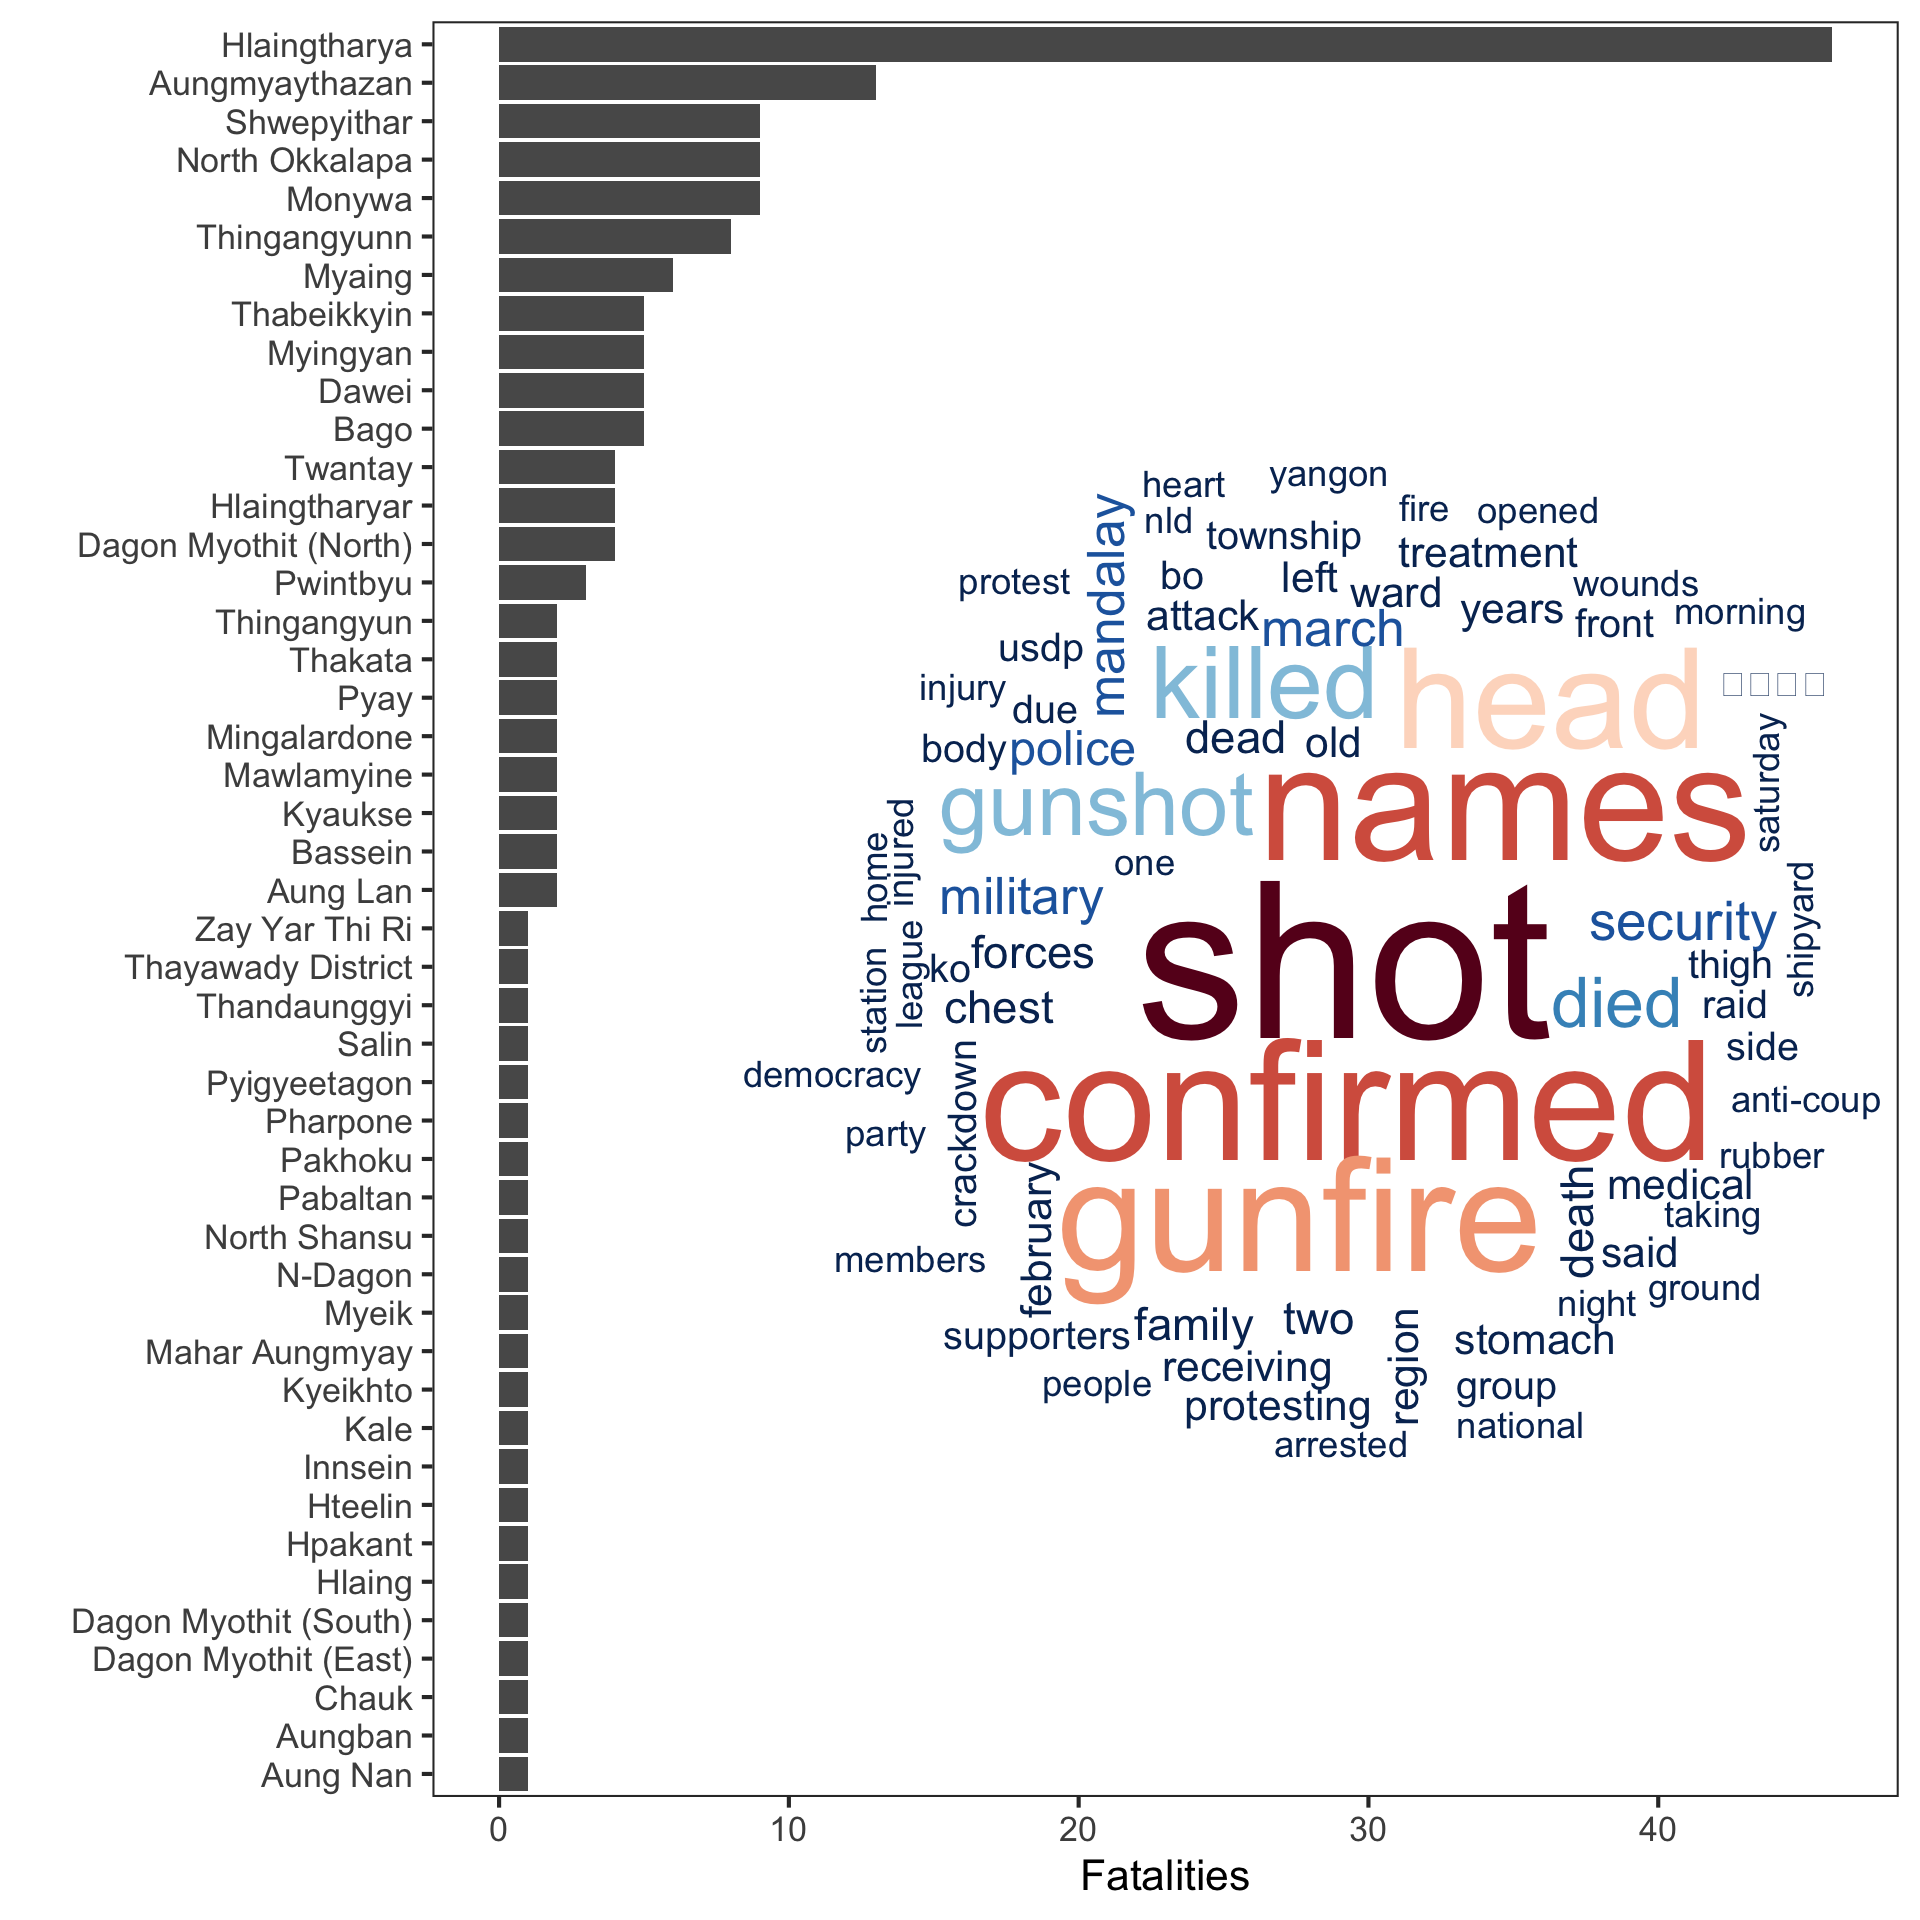 Hlaingtharya
Aungmyaythazan
Shwepyithar
North Okkalapa
Monywa
Thingangyunn
Myaing
Thabeikkyin
Myingyan
Dawei
Bago
Twantay
Hlaingtharyar
Dagon Myothit (North)
Pwintbyu
Thingangyun
Thakata
Pyay
Mingalardone
Mawlamyine
Kyaukse
Bassein
Aung Lan
Zay Yar Thi Ri
Thayawady District
Thandaunggyi
Salin
Pyigyeetagon
Pharpone
Pakhoku
Pabaltan
North Shansu
N-Dagon
Myeik
Mahar Aungmyay
Kyeikhto
Kale
Innsein
Hteelin
Hpakant
Hlaing
Dagon Myothit (South)
Dagon Myothit (East)
Chauk
Aungban
Aung Nan
0
10
20
30
40
Fatalities
yangon
heart
fire
opened
nld
township
mandalay
treatment
protest
bo
left
ward
wounds
years
morning
attack
march
front
usdp
killed
head
injury
due
body
police
dead
old
names
saturday
gunshot
one
home
injured
military
shot
security
shipyard
forces
ko
thigh
league
station
chest
died
raid
side
democracy
confirmed
anti-coup
party
crackdown
rubber
medical
february
gunfire
death
taking
said
members
ground
night
family
two
supporters
region
stomach
receiving
people
group
protesting
national
arrested